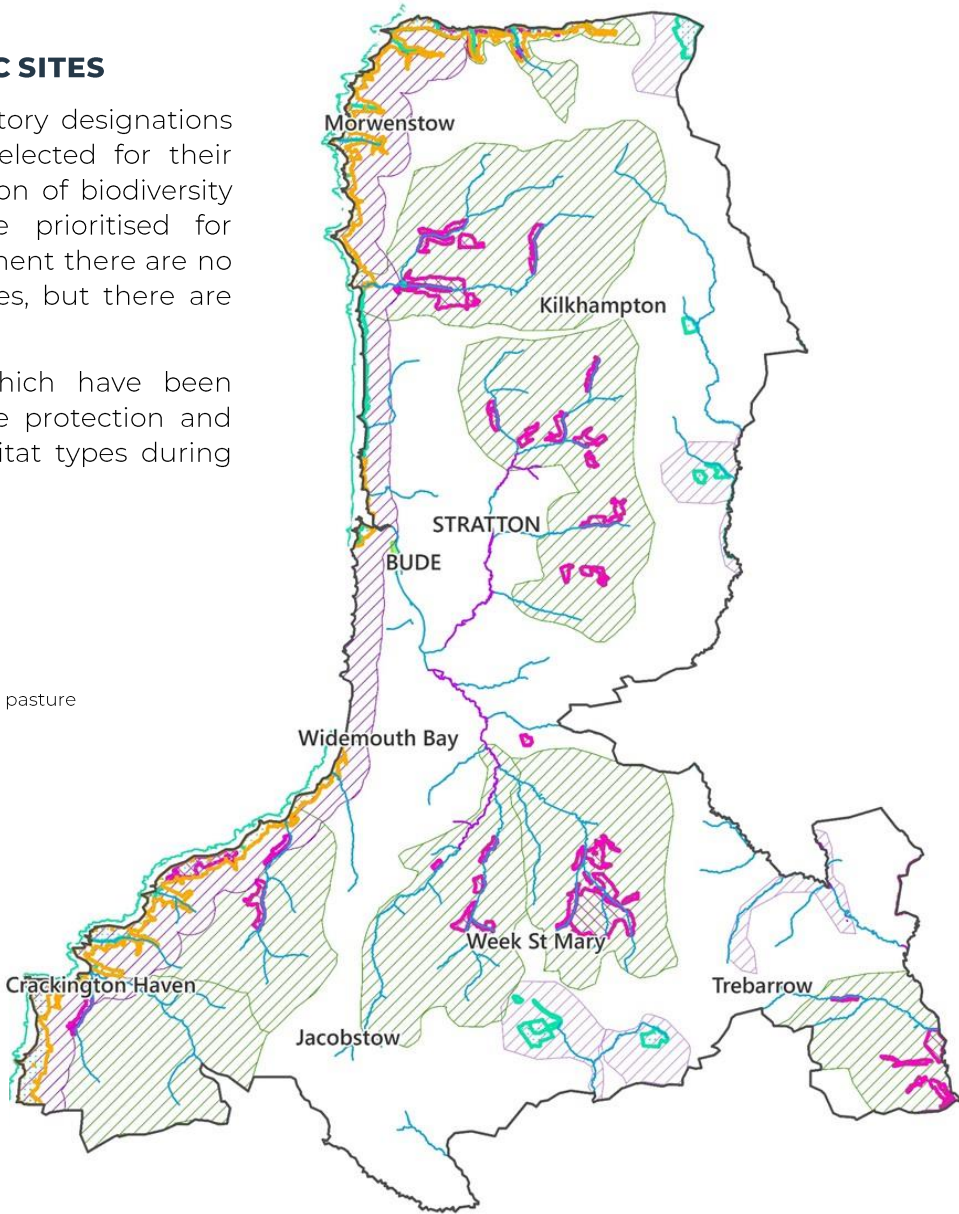 C SITES
tory designations
elected for their
on of biodiversity
e prioritised for
ment there are no
es, but there are
hich have been
e protection and
itat types during
pasture
Morwenstow
Kilkhampton
STRATTON
BUDE
Widemouth Bay
Week St Mary
Crackington Haven
Trebarrow
Jacobstow